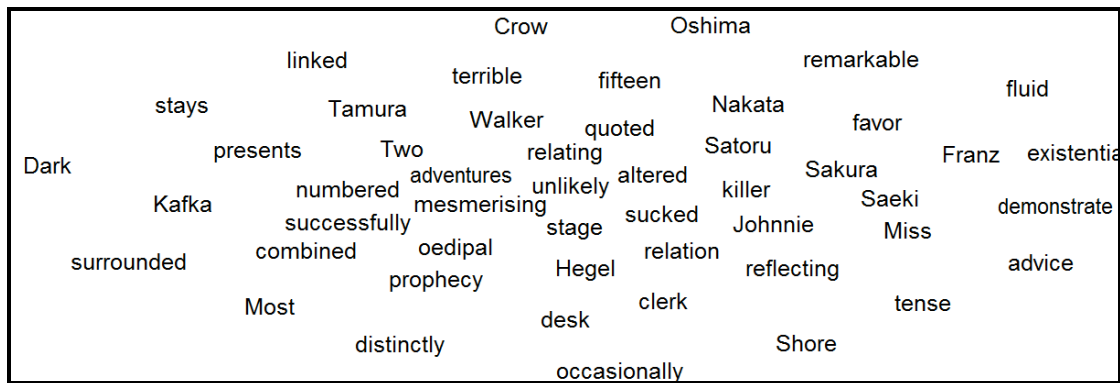 Crow Oshima
linked remarkable
terrible fifteen
fluid
stays Tamura Nakata
Walker quoted favor
presents Two relating Satoru Franz existentia
Dark adventures unlikely altered Sakura
numbered killer
Kafka mesmerising Saeki demonstrate
successfully stage sucked Johnnie Miss
combined oedipal relation
surrounded Hegel reflecting advice
prophecy
Most clerk tense
desk
distinctly Shore
occasionally